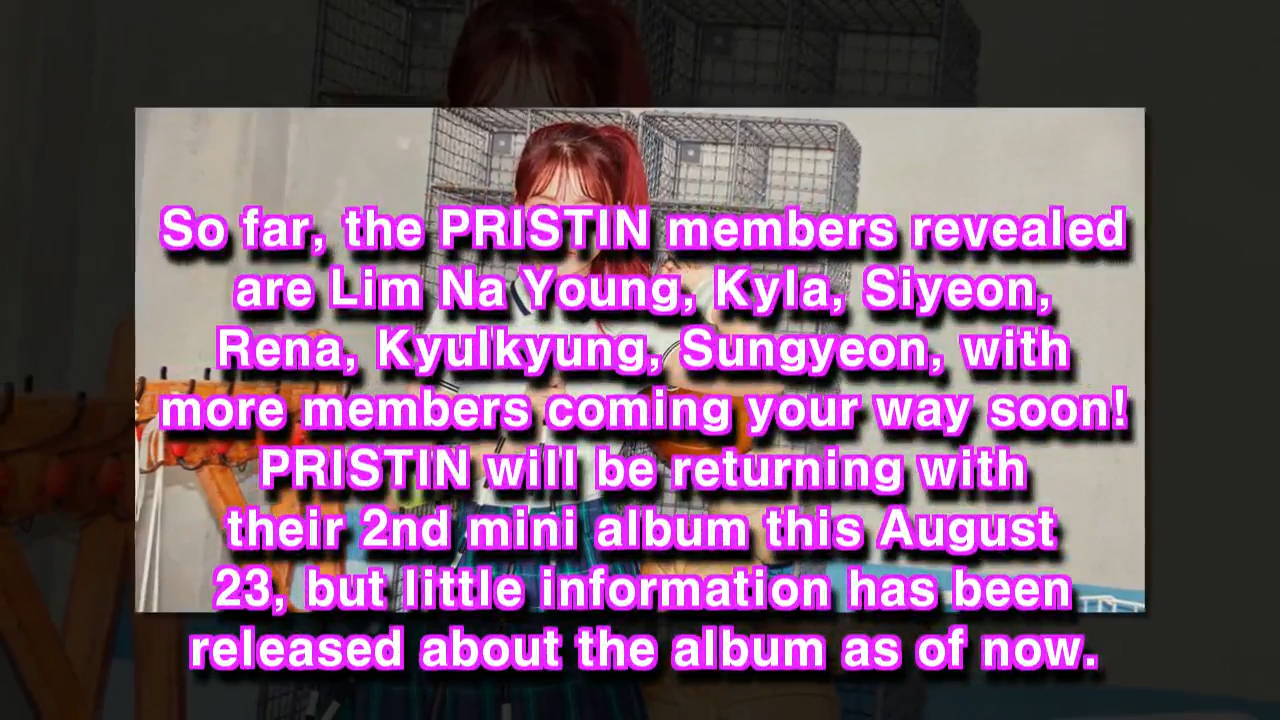 So far, the PRISTIN members revealed
are Lim Na Young, Kyla, Siyeon,
Rena, Kyulkyung, Sungyeon, with
more members coming your way soon!
PRISTIN will be returning with
their 2nd mini album this August
23, but little information has been
released about the album as of now.